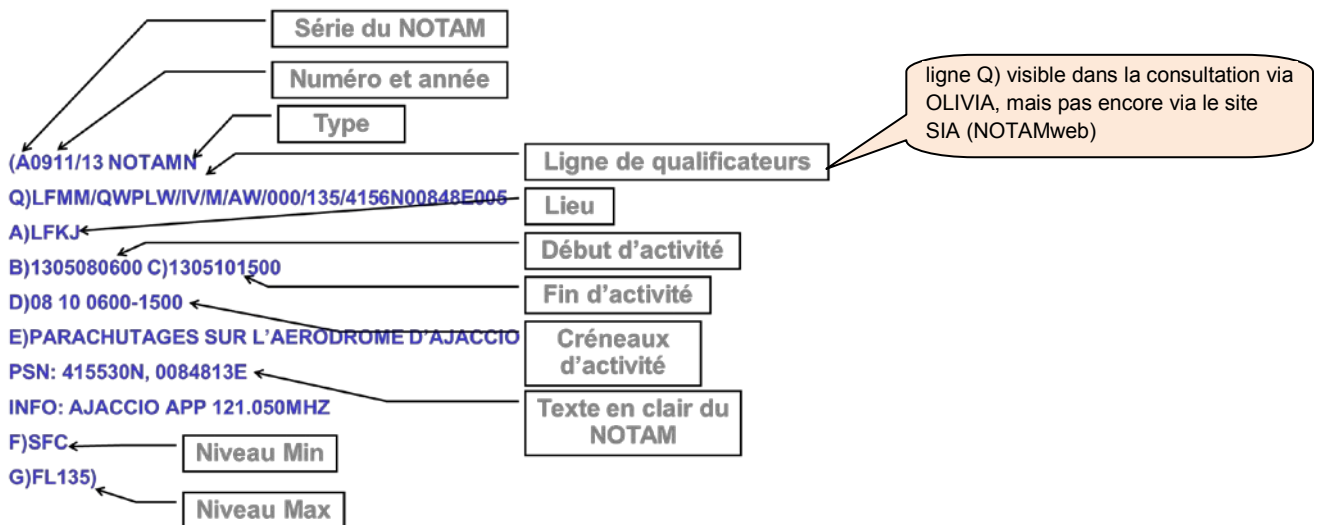 Série du NOTAM
Numéro et année
Type
ligne Q) visible dans la consultation via
OLIVIA, mais pas encore via le site
SIA (NOTAMweb)
(A0911/13 NOTAMN
Ligne de qualificateurs
Q)LFMM/QWPLW/IV/M/AW/000/135/4156N00848E005
Lieu
A)LFKJ
Début d'activité
B)1305080600 C)1305101500
Fin d'activité
D)08 10 0600-1500
Créneaux
d'activité
E)PARACHUTAGES SUR L'AERODROME D'AJACCIO
PSN: 415530N, 0084813E
Texte en clair du
NOTAM
INFO: AJACCIO APP 121.050MHZ
F)SFC
Niveau Min
G)FL135)
Niveau Max